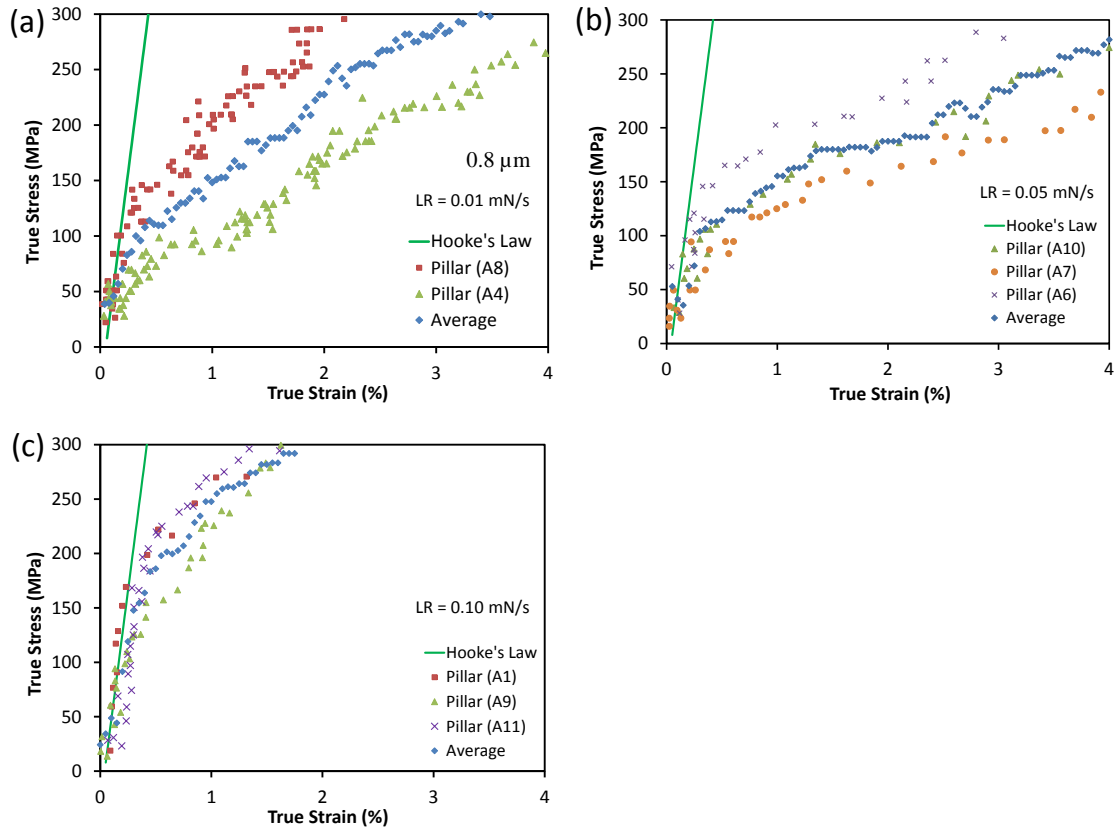 (a)
300
250
200
150
100
50
0
True Stress (MPa)
0 1 2 3 4
True Strain (%)
0.8 μm
LR = 0.01 mN/s
Hooke's Law
Pillar (A8)
Pillar (A4)
Average
(b)
300
250
200
150
100
50
0
True Stress (MPa)
0 1 2 3 4
True Strain (%)
LR = 0.05 mN/s
Hooke's Law
Pillar (A10)
Pillar (A7)
Pillar (A6)
Average
(c)
300
250
200
150
100
50
0
True Stress (MPa)
0 1 2 3 4
True Strain (%)
LR = 0.10 mN/s
Hooke's Law
Pillar (A1)
Pillar (A9)
Pillar (A11)
Average